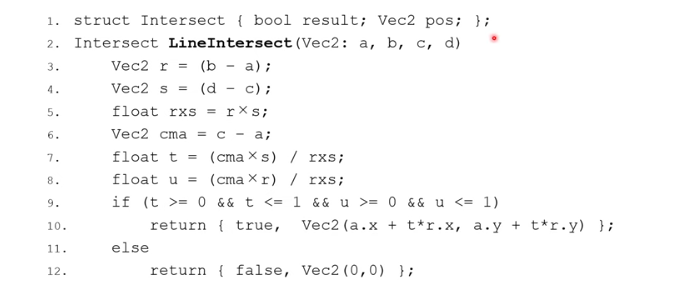 1. struct Intersect { bool result; Vec2 pos; };
2. Intersect LineIntersect(Vec2: a, b, c, d)
3. Vec2 r = (b - a);
4. Vec2 s = (d - c);
5. float rxs = r×s;
6. Vec2 cma = c - a;
7. float t = (cma×s) / rxs;
8. float u = (cma×r) / rxs;
9. if (t >= 0 && t <= 1 && u >= 0 && u <= 1)
10. return { true, Vec2(a.x + t*r.x, a.y + t*r.y) };
11. else
12. return { false, Vec2(0,0) };